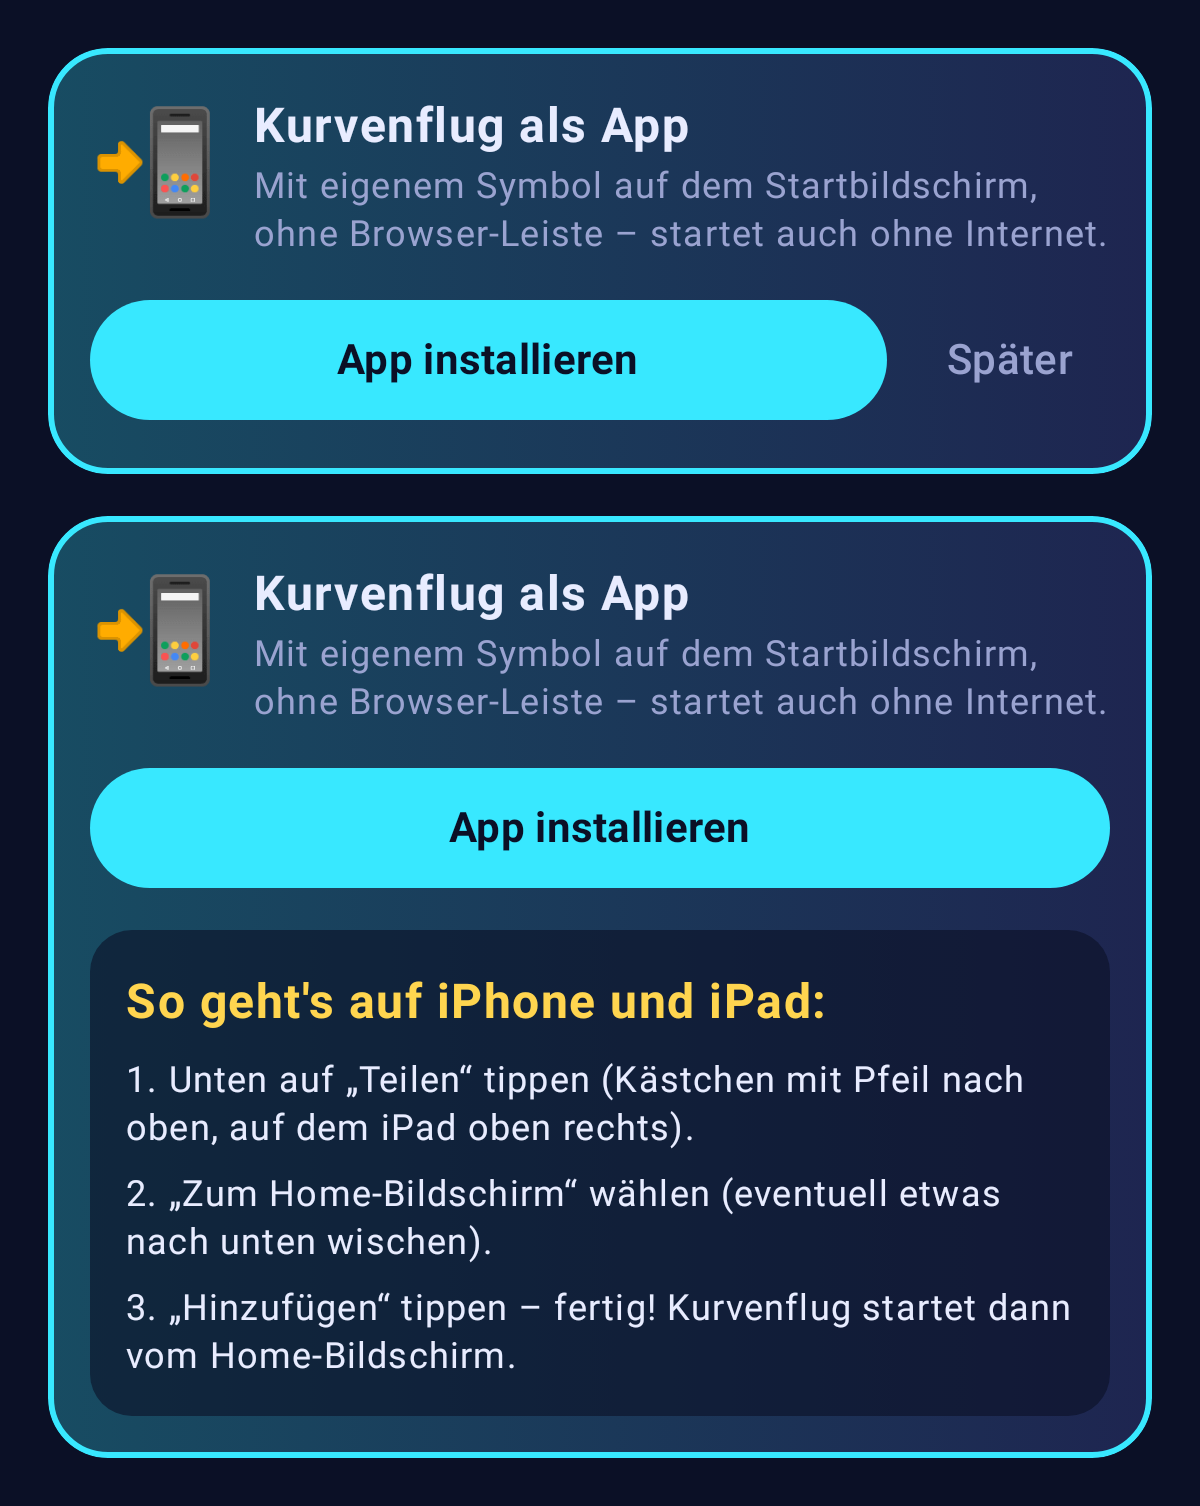 Kurvenflug als App
Mit eigenem Symbol auf dem Startbildschirm,
ohne Browser-Leiste – startet auch ohne Internet.
App installieren
Später
Kurvenflug als App
Mit eigenem Symbol auf dem Startbildschirm,
ohne Browser-Leiste – startet auch ohne Internet.
App installieren
So geht's auf iPhone und iPad:
1. Unten auf „Teilen“ tippen (Kästchen mit Pfeil nach
oben, auf dem iPad oben rechts).
2. „Zum Home-Bildschirm“ wählen (eventuell etwas
nach unten wischen).
3. „Hinzufügen“ tippen – fertig! Kurvenflug startet dann
vom Home-Bildschirm.